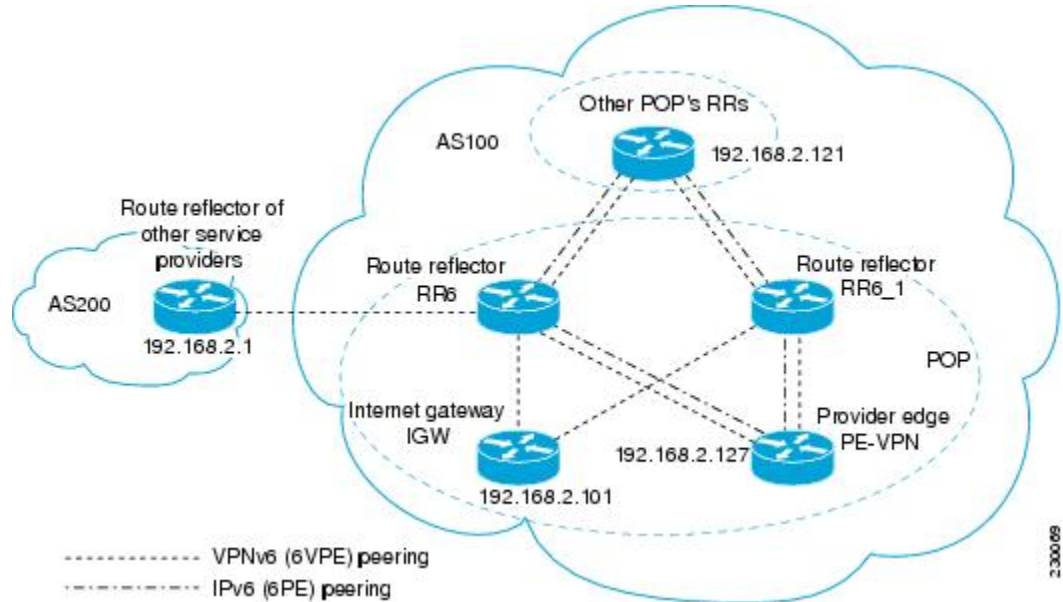 Other POP's RRs
AS100
192.168.2.121
Route reflector of
other service
providers
Route reflector
RR6
Route reflector
RR6_1
AS200
192.168.2.1
POP
Internet gateway
IGW
Provider edge
PE-VPN
192.168.2.127
192.168.2.101
VPNv6 (6VPE) peering
IPv6 (6PE) peering
230069